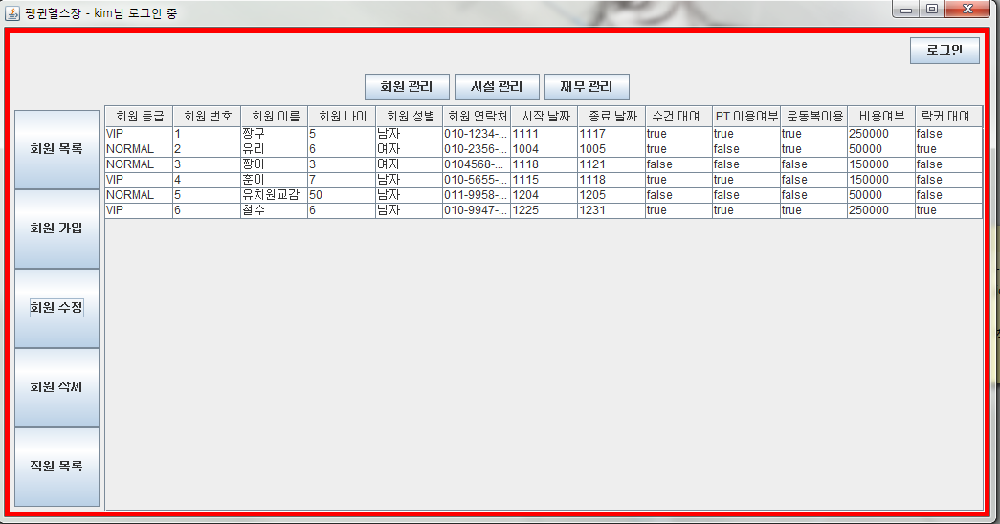 펭귄헬스장 - kim님 로그인 중
로그인
회원 관리 시설 관리 재무 관리
회원 등급 회원 번호 회원 이름 회원 나이 회원 성별 회원 연락처 시작 날짜 종료 날짜 수건 대여... PT 이용여부 운동복이용 비용여부 락커 대여...
VIP 1 짱구 5 남자 010-1234-... 1111 1117 true true true 250000 false
NORMAL 2 유리 6 여자 010-2356-... 1004 1005 true false false 50000 true
NORMAL 3 짱아 3 여자 0104568-... 1118 1121 false false false 150000 false
VIP 4 훈이 7 남자 010-5655-... 1115 1118 true true false 150000 false
NORMAL 5 유치원교감 50 남자 011-9958-... 1204 1205 false false false 50000 false
VIP 6 철수 6 남자 010-9947-... 1225 1231 true true true 250000 true
회원 목록
회원 가입
회원 수정
회원 삭제
직원 목록